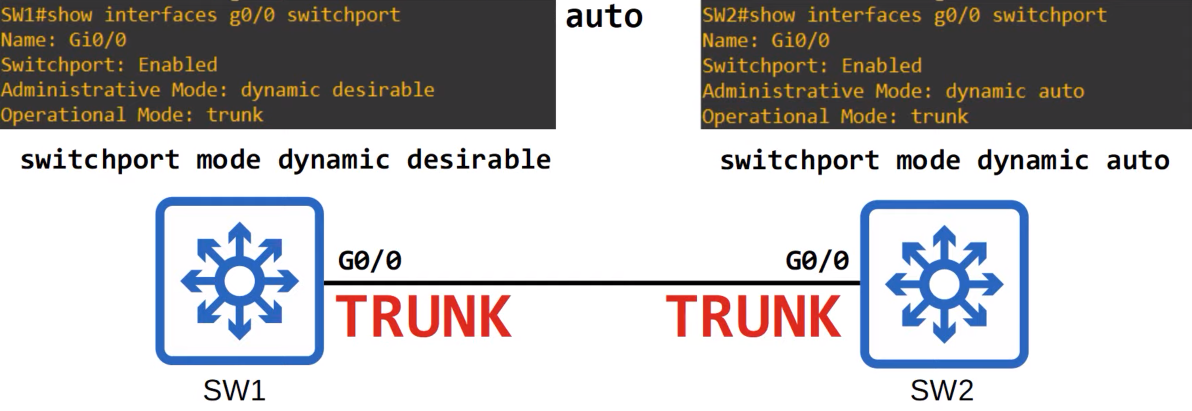 SW1#show interfaces g0/0 switchport
Name: Gi0/0
Switchport: Enabled
Administrative Mode: dynamic desirable
Operational Mode: trunk
auto
SW2#show interfaces g0/0 switchport
Name: Gi0/0
Switchport: Enabled
Administrative Mode: dynamic auto
Operational Mode: trunk
switchport mode dynamic desirable
switchport mode dynamic auto
G0/0
G0/0
TRUNK
TRUNK
SW1
SW2